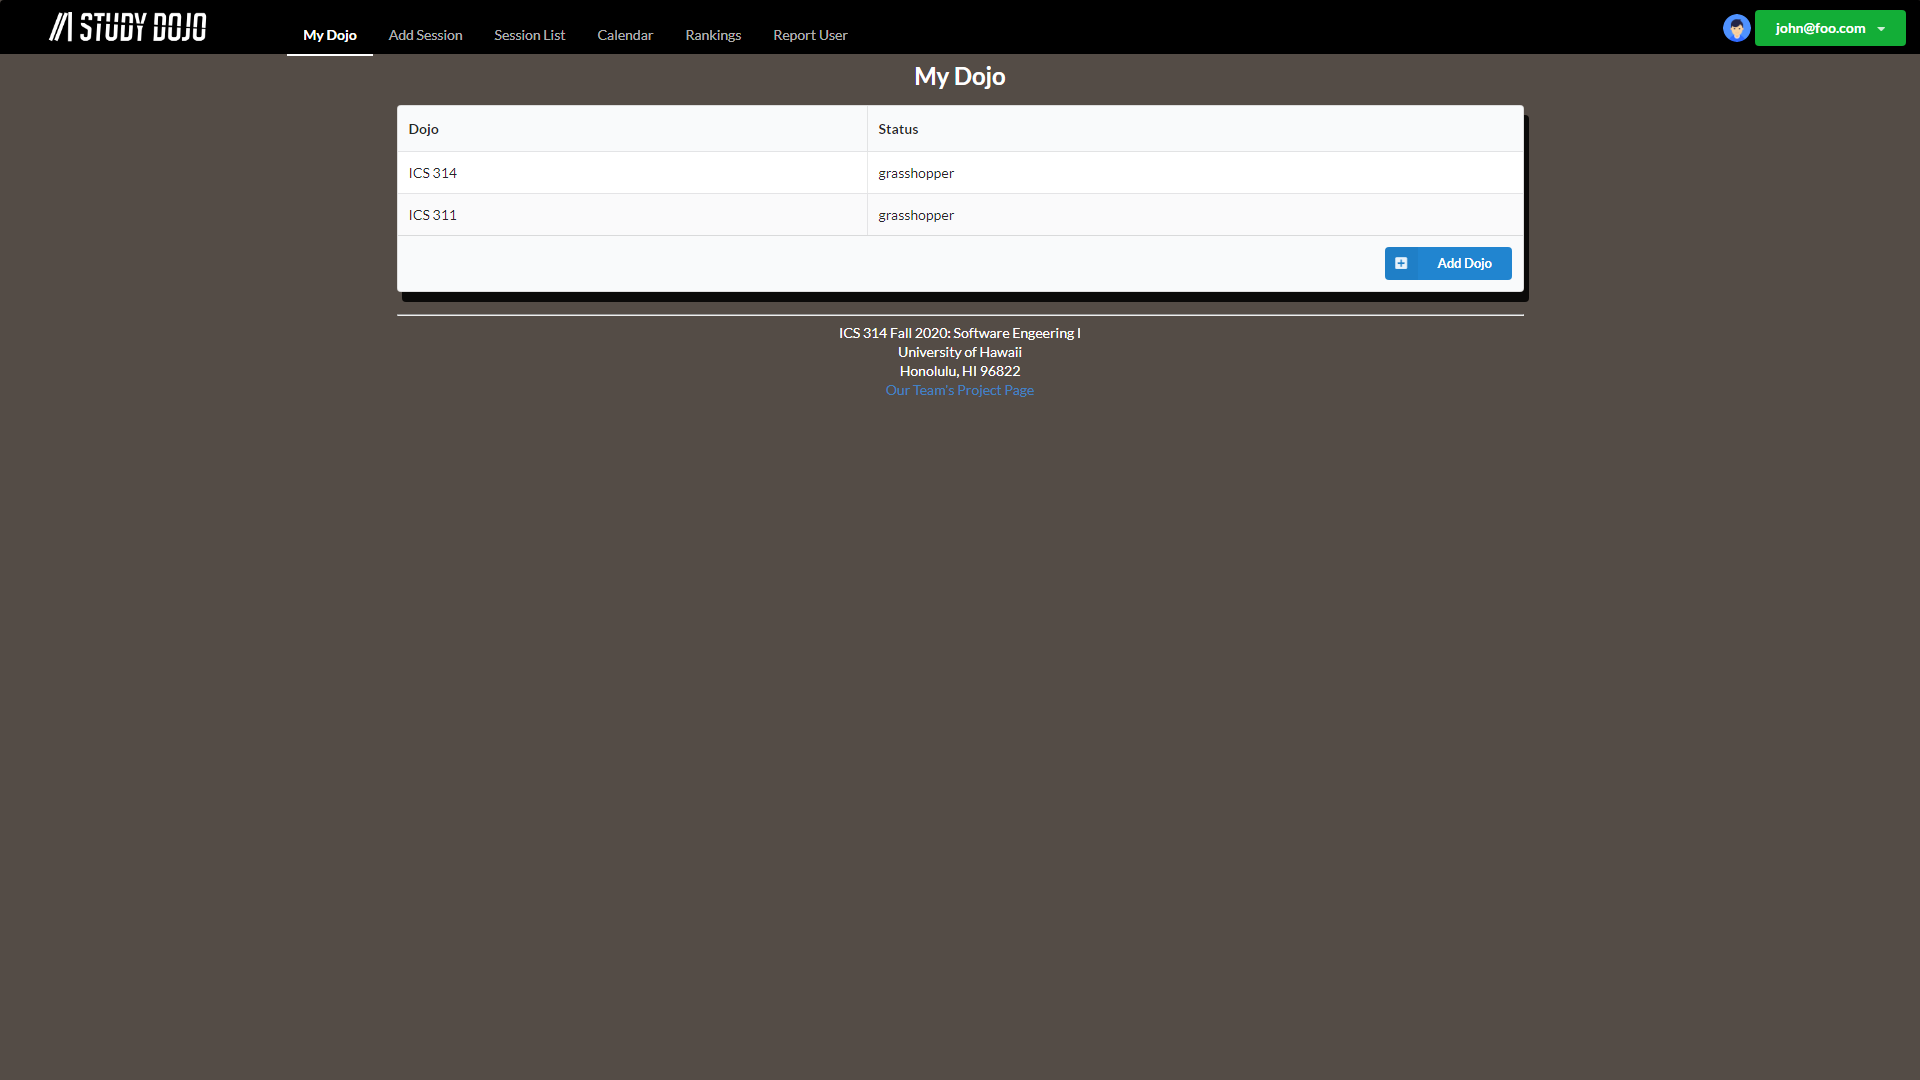 STUDY DOJO
My Dojo Add Session Session List Calendar Rankings Report User john@foo.com
My Dojo
Dojo Status
ICS 314 grasshopper
ICS 311 grasshopper
Add Dojo
ICS 314 Fall 2020: Software Engeering I
University of Hawaii
Honolulu, HI 96822
Our Team's Project Page